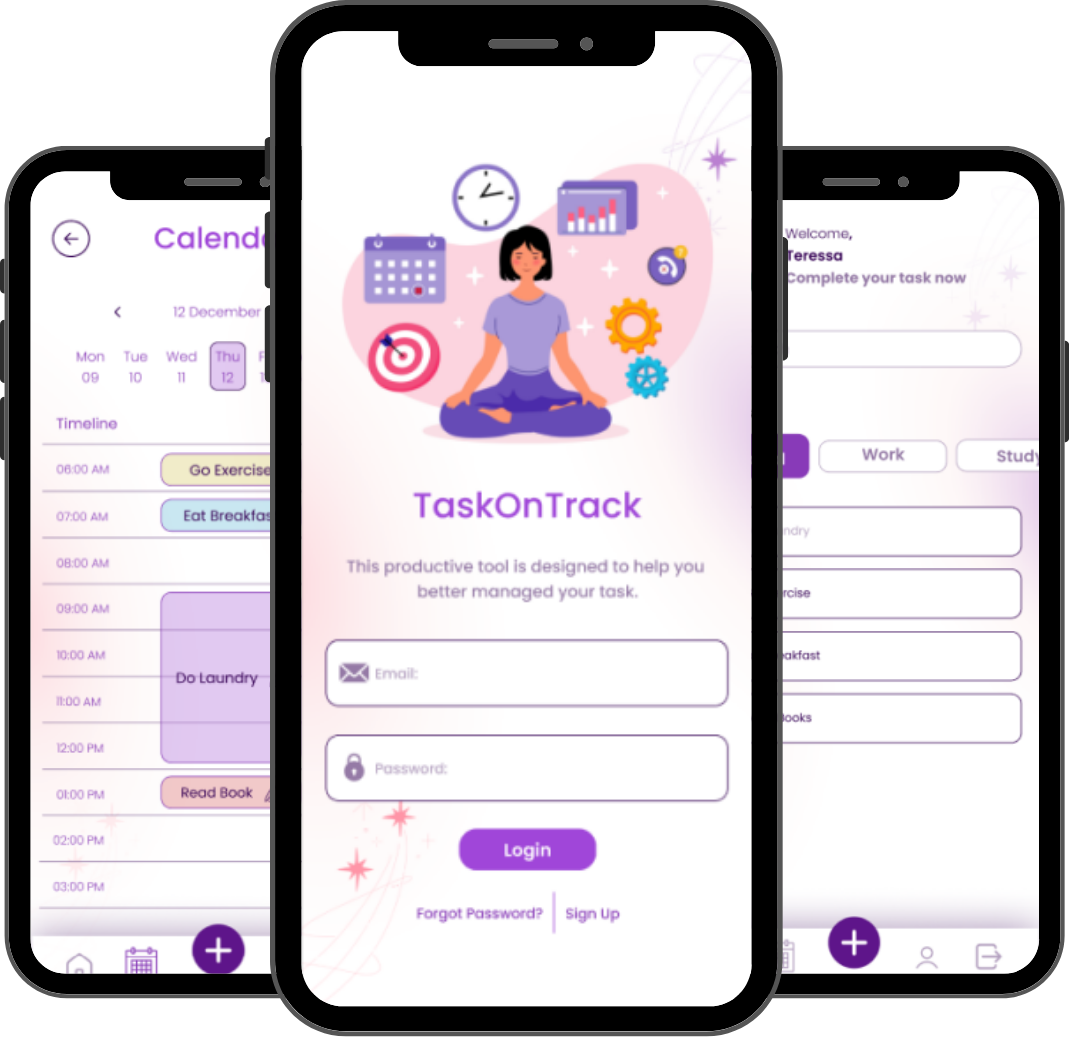 Calend
12 December
Mon Tue Wed Thu F
09 10 11 12 1
Timeline
06:00 AM Go Exercise
07:00 AM Eat Breakfas
08:00 AM
09:00 AM
10:00 AM
Do Laundry
11:00 AM
12:00 PM
01:00 PM Read Book
02:00 PM
03:00 PM
TaskOnTrack
This productive tool is designed to help you
better managed your task.
Email:
Password:
Login
Forgot Password? Sign Up
Welcome,
Teressa
Complete your task now
Work Study
ndry
rcise
akfast
ooks